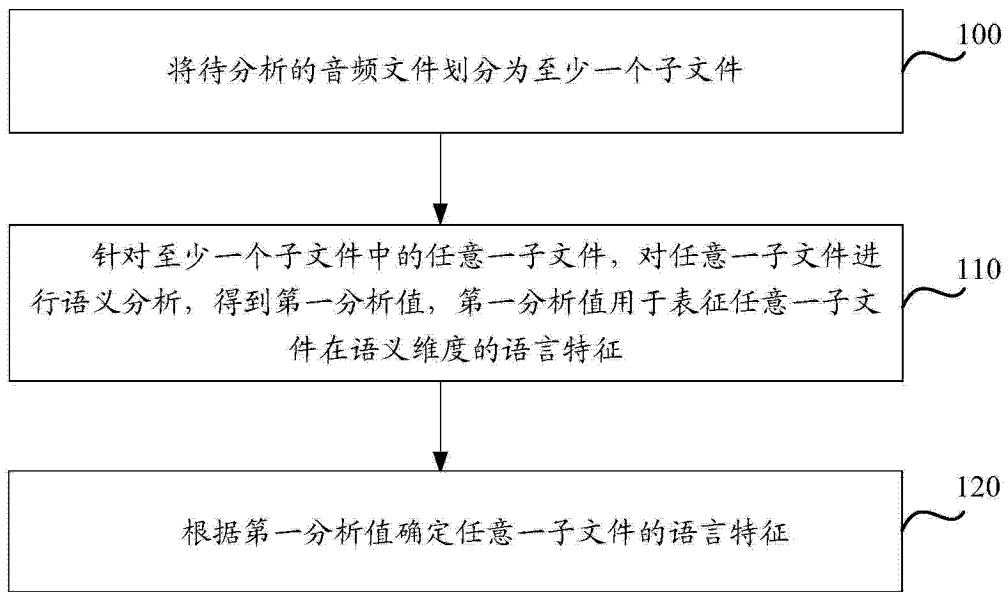 将待分析的音频文件划分为至少一个子文件
100
针对至少一个子文件中的任意一子文件，对任意一子文件进
行语义分析，得到第一分析值，第一分析值用于表征任意一子文
件在语义维度的语言特征
110
根据第一分析值确定任意一子文件的语言特征
120